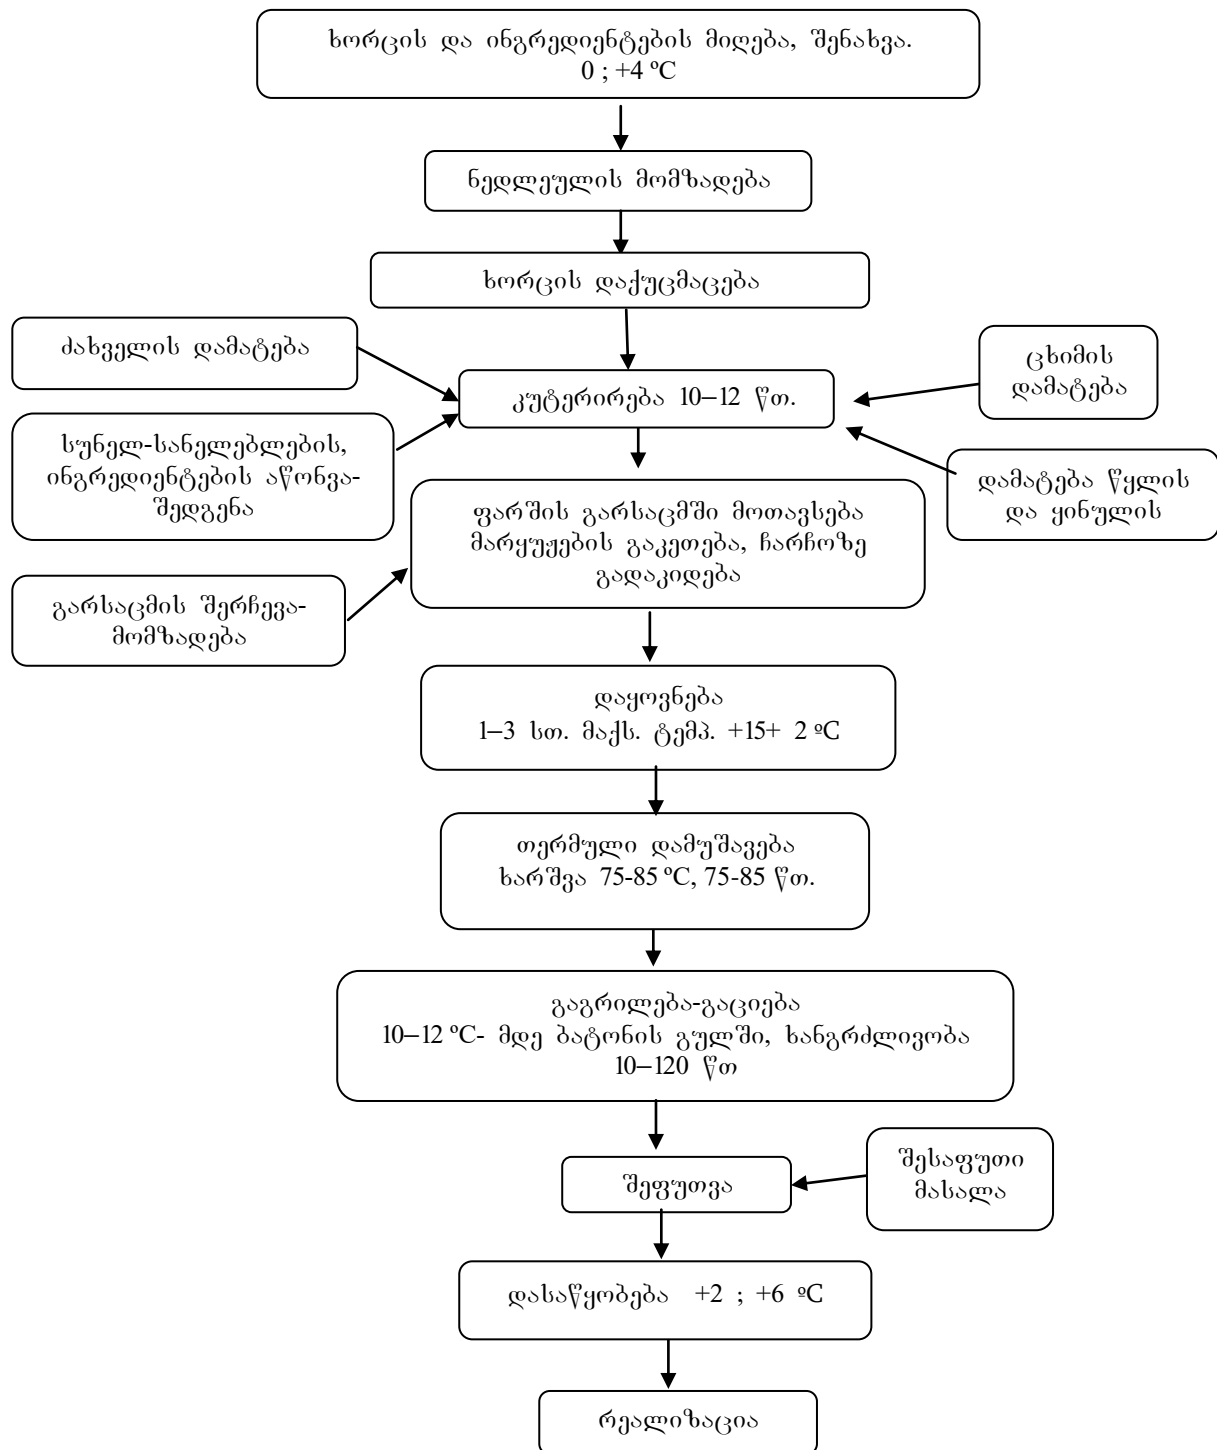 ხორცის და ინგრედიენტების მიღება, შენახვა.
0 ; +4 ºC
ნედლეულის მომზადება
ხორცის დაქუცმაცება
ძახველის დამატება
ცხიმის
დამატება
კუტერირება 10–12 წთ.
სუნელ-სანელებლების,
ინგრედიენტების აწონვა-
შედგენა
დამატება წყლის
და ყინულის
ფარშის გარსაცმში მოთავსება
მარყუჟების გაკეთება, ჩარჩოზე
გადაკიდება
გარსაცმის შერჩევა-
მომზადება
დაყოვნება
1–3 სთ. მაქს. ტემპ. +15+ 2 ºC
თერმული დამუშავება
ხარშვა 75-85 ºC, 75-85 წთ.
გაგრილება-გაციება
10–12 ºC- მდე ბატონის გულში, ხანგრძლივობა
10–120 წთ
შეფუთვა
შესაფუთი
მასალა
დასაწყობება +2 ; +6 ºC
რეალიზაცია